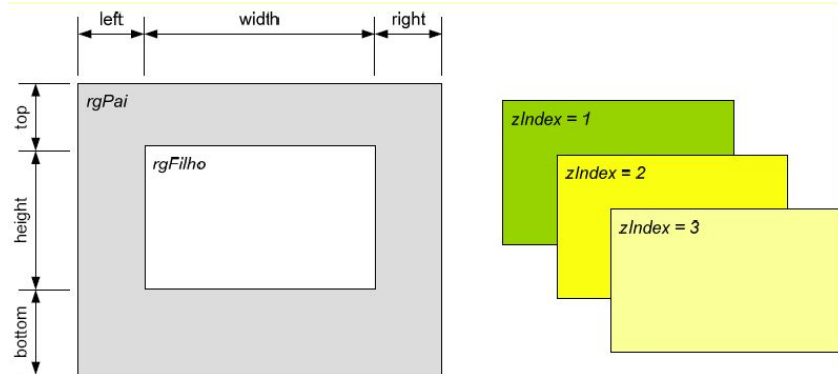 left
width
right
top
height
bottom
rgPai
rgFilho
zIndex = 1
zIndex = 2
zIndex = 3